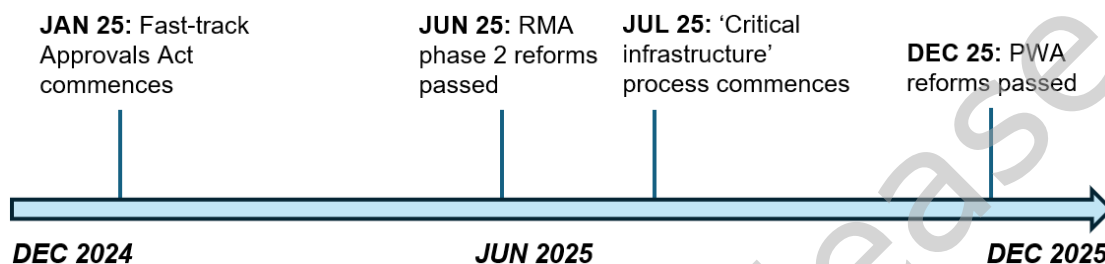 JAN 25: Fast-track
Approvals Act
commences
JUN 25: RMA
phase 2 reforms
passed
JUL 25: ‘Critical
infrastructure’
process commences
DEC 25: PWA
reforms passed
DEC 2024
JUN 2025
DEC 2025
ease